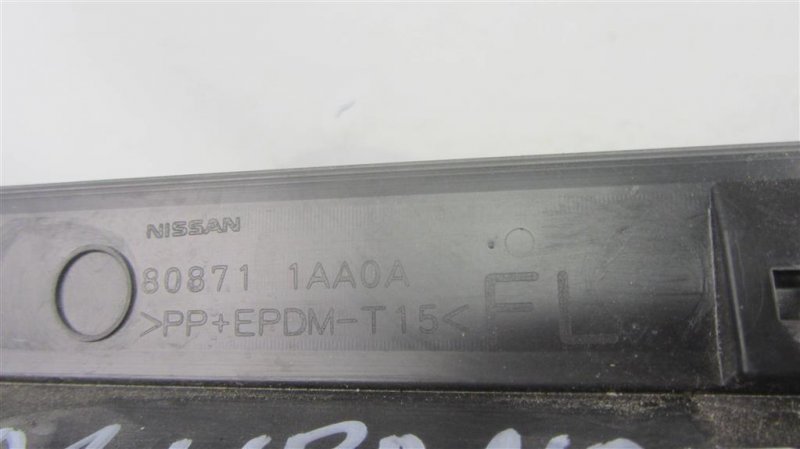 NISSAN
80871 1AA0A
>PP+EPDM-T15<
FL